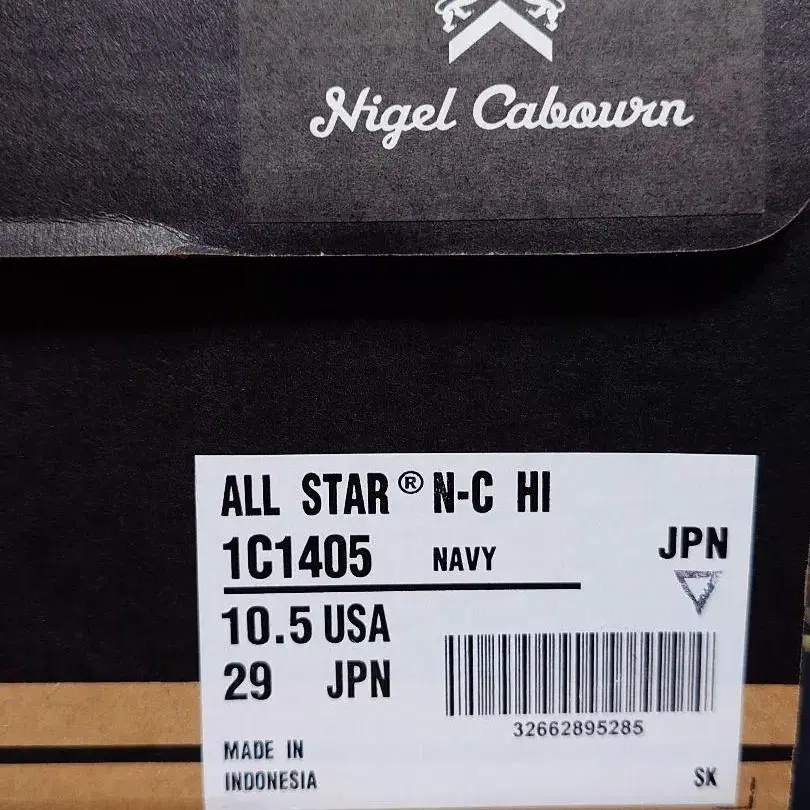 Nigel Cabourn
ALL STAR® N-C HI
1C1405 NAVY
JPN
10.5 USA
29 JPN
32662895285
MADE IN
INDONESIA
SK